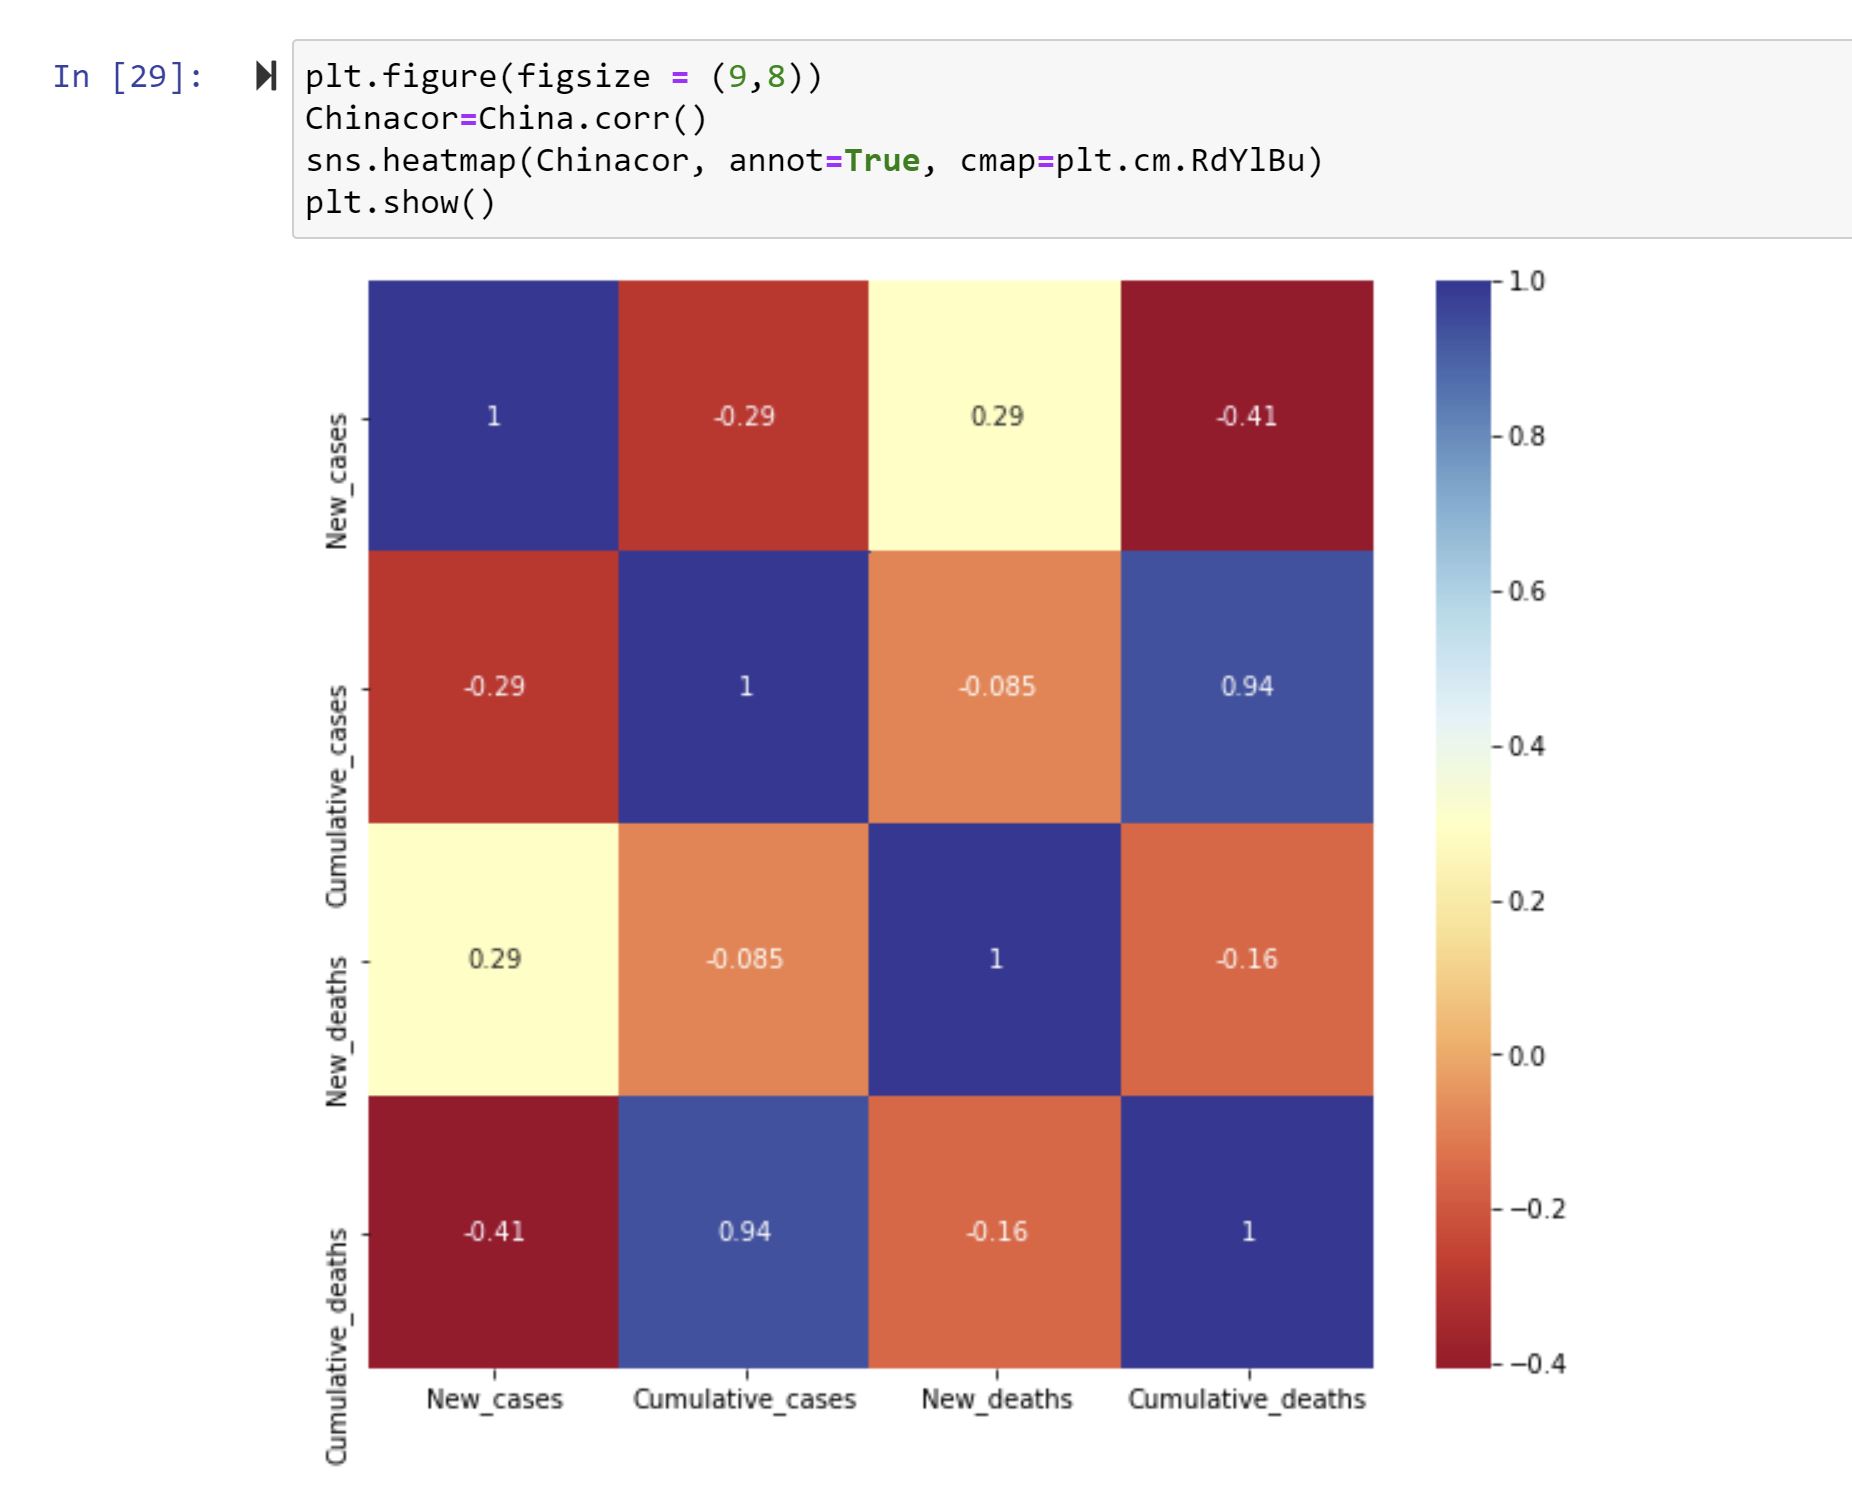 In [29]:
plt.figure(figsize = (9,8))
Chinacor=China.corr()
sns.heatmap(Chinacor, annot=True, cmap=plt.cm.RdYlBu)
plt.show()
New_cases
1 -0.29 0.29 -0.41
Cumulative_cases
-0.29 1 -0.085 0.94
New_deaths
0.29 -0.085 1 -0.16
Cumulative_deaths
-0.41 0.94 -0.16 1
New_cases Cumulative_cases New_deaths Cumulative_deaths
1.0
0.8
0.6
0.4
0.2
0.0
−0.2
−0.4